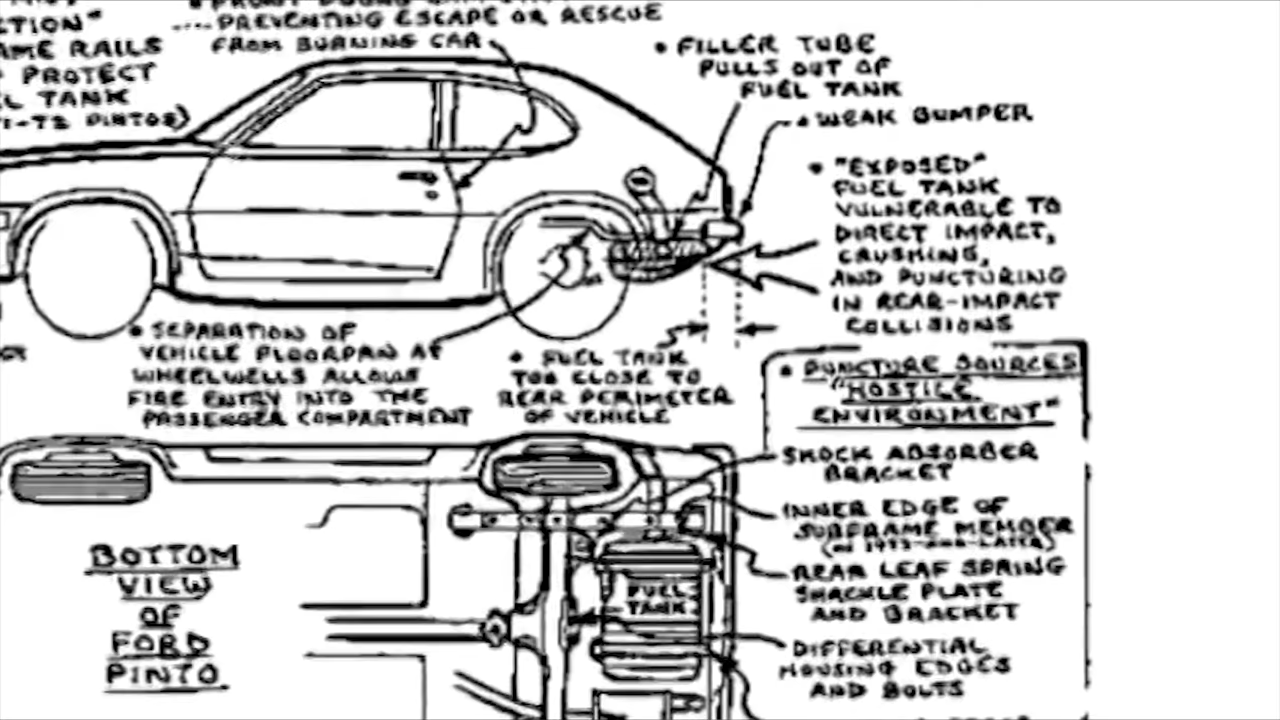 CTION"
AME RAILS
PROTECT
L TANK
1-72 PINTOS)
PREVENTING ESCAPE OR RESCUE
FROM BURNING CAR
• FILLER TUBE
PULLS OUT OF
FUEL TANK
• WEAK BUMPER
• "EXPOSED"
FUEL TANK
VULNERABLE TO
DIRECT IMPACT,
CRUSHING,
AND PUNCTURING
IN REAR-IMPACT
COLLISIONS
• SEPARATION OF
VEHICLE FLOORPAN AT
WHEELWELLS ALLOWS
FIRE ENTRY INTO THE
PASSENGER COMPARTMENT
• FUEL TANK
TOO CLOSE TO
REAR PERIMETER
OF VEHICLE
• PUNCTURE SOURCES
"HOSTILE
ENVIRONMENT"
SHOCK ABSORBER
BRACKET
INNER EDGE OF
SUBFRAME MEMBER
REAR LEAF SPRING
SHACKLE PLATE
AND BRACKET
DIFFERENTIAL
HOUSING EDGES
AND BOLTS
FUEL
TANK
BOTTOM
VIEW
OF
FORD
PINTO